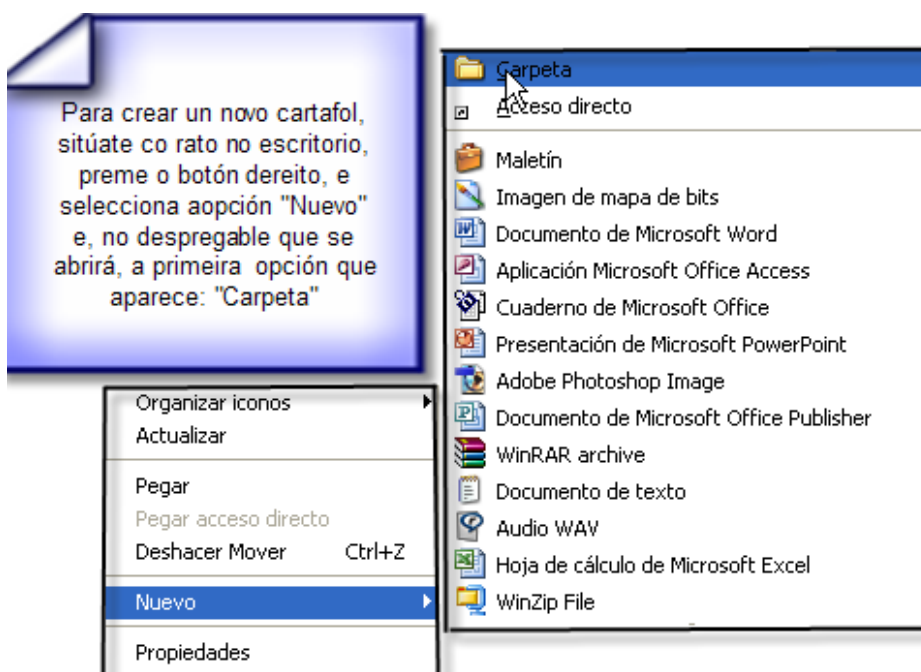 Para crear un novo cartafol,
sitúate co rato no escritorio,
preme o botón dereito, e
selecciona aopción "Nuevo"
e, no despregable que se
abrirá, a primeira opción que
aparece: "Carpeta"
Organizar iconos
Actualizar
Pegar
Pegar acceso directo
Deshacer Mover Ctrl+Z
Nuevo
Propiedades
Carpeta
Acceso directo
Maletín
Imagen de mapa de bits
Documento de Microsoft Word
Aplicación Microsoft Office Access
Cuaderno de Microsoft Office
Presentación de Microsoft PowerPoint
Adobe Photoshop Image
Documento de Microsoft Office Publisher
WinRAR archive
Documento de texto
Audio WAV
Hoja de cálculo de Microsoft Excel
WinZip File